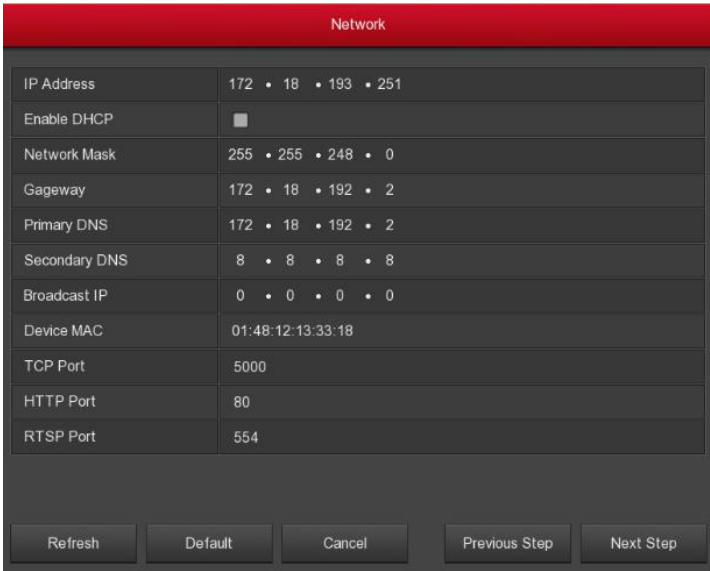 Network
IP Address 172 • 18 • 193 • 251
Enable DHCP
Network Mask 255 • 255 • 248 • 0
Gageway 172 • 18 • 192 • 2
Primary DNS 172 • 18 • 192 • 2
Secondary DNS 8 • 8 • 8 • 8
Broadcast IP 0 • 0 • 0 • 0
Device MAC 01:48:12:13:33:18
TCP Port 5000
HTTP Port 80
RTSP Port 554
Refresh Default Cancel Previous Step Next Step